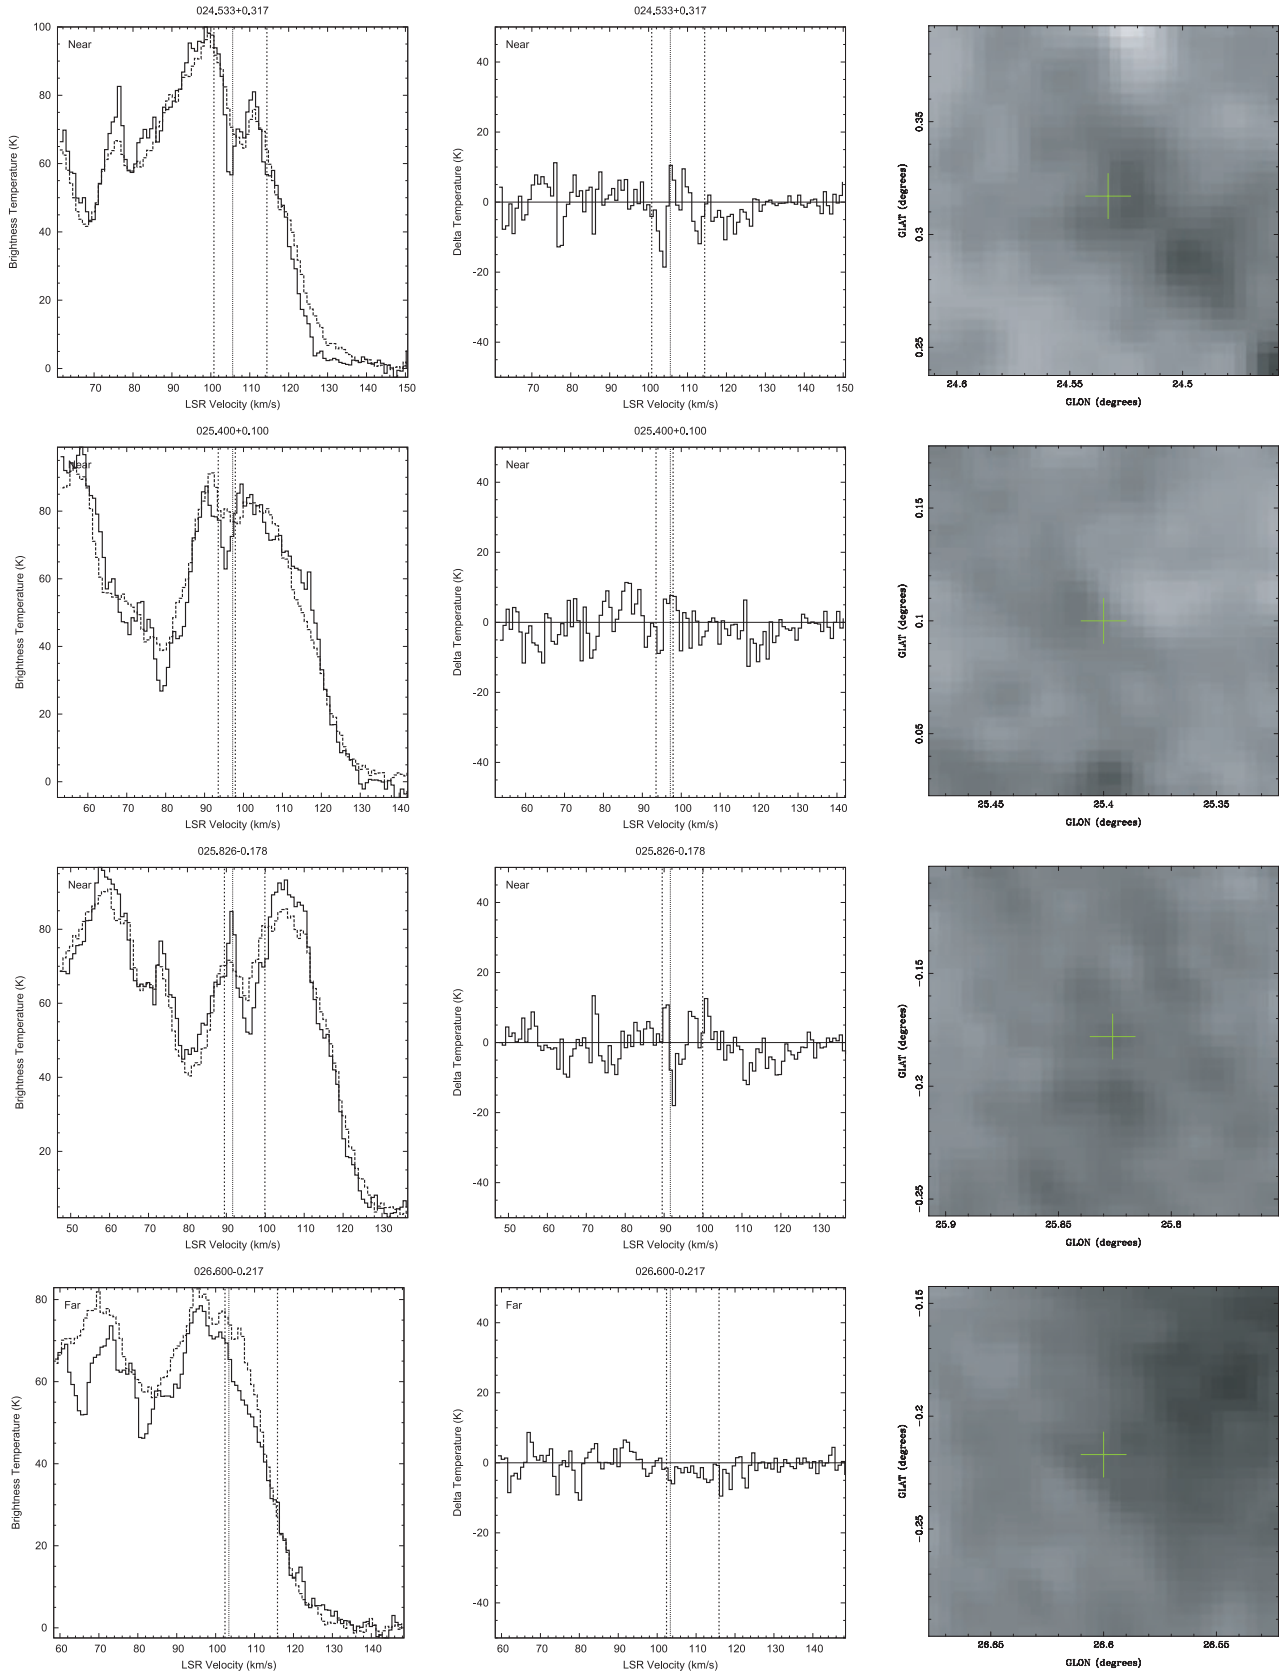 024.533+0.317
024.533+0.317
100
80
60
40
20
0
Near
Brightness Temperature (K)
70 80 90 100 110 120 130 140 150
LSR Velocity (km/s)
40
20
0
-20
-40
Near
Delta Temperature (K)
70 80 90 100 110 120 130 140 150
LSR Velocity (km/s)
0.35
0.3
0.25
GLAT (degrees)
24.6 24.55 24.5
GLON (degrees)
025.400+0.100
025.400+0.100
80
60
40
20
0
Near
Brightness Temperature (K)
60 70 80 90 100 110 120 130 140
LSR Velocity (km/s)
40
20
0
-20
-40
Near
Delta Temperature (K)
60 70 80 90 100 110 120 130 140
LSR Velocity (km/s)
0.15
0.1
0.05
GLAT (degrees)
25.45 25.4 25.35
GLON (degrees)
025.826-0.178
025.826-0.178
80
60
40
20
Near
Brightness Temperature (K)
50 60 70 80 90 100 110 120 130
LSR Velocity (km/s)
40
20
0
-20
-40
Near
Delta Temperature (K)
50 60 70 80 90 100 110 120 130
LSR Velocity (km/s)
-0.15
-0.2
-0.25
GLAT (degrees)
25.9 25.85 25.8
GLON (degrees)
026.600-0.217
026.600-0.217
80
60
40
20
0
Far
Brightness Temperature (K)
60 70 80 90 100 110 120 130 140
LSR Velocity (km/s)
40
20
0
-20
-40
Far
Delta Temperature (K)
60 70 80 90 100 110 120 130 140
LSR Velocity (km/s)
-0.15
-0.2
-0.25
GLAT (degrees)
26.65 26.6 26.55
GLON (degrees)